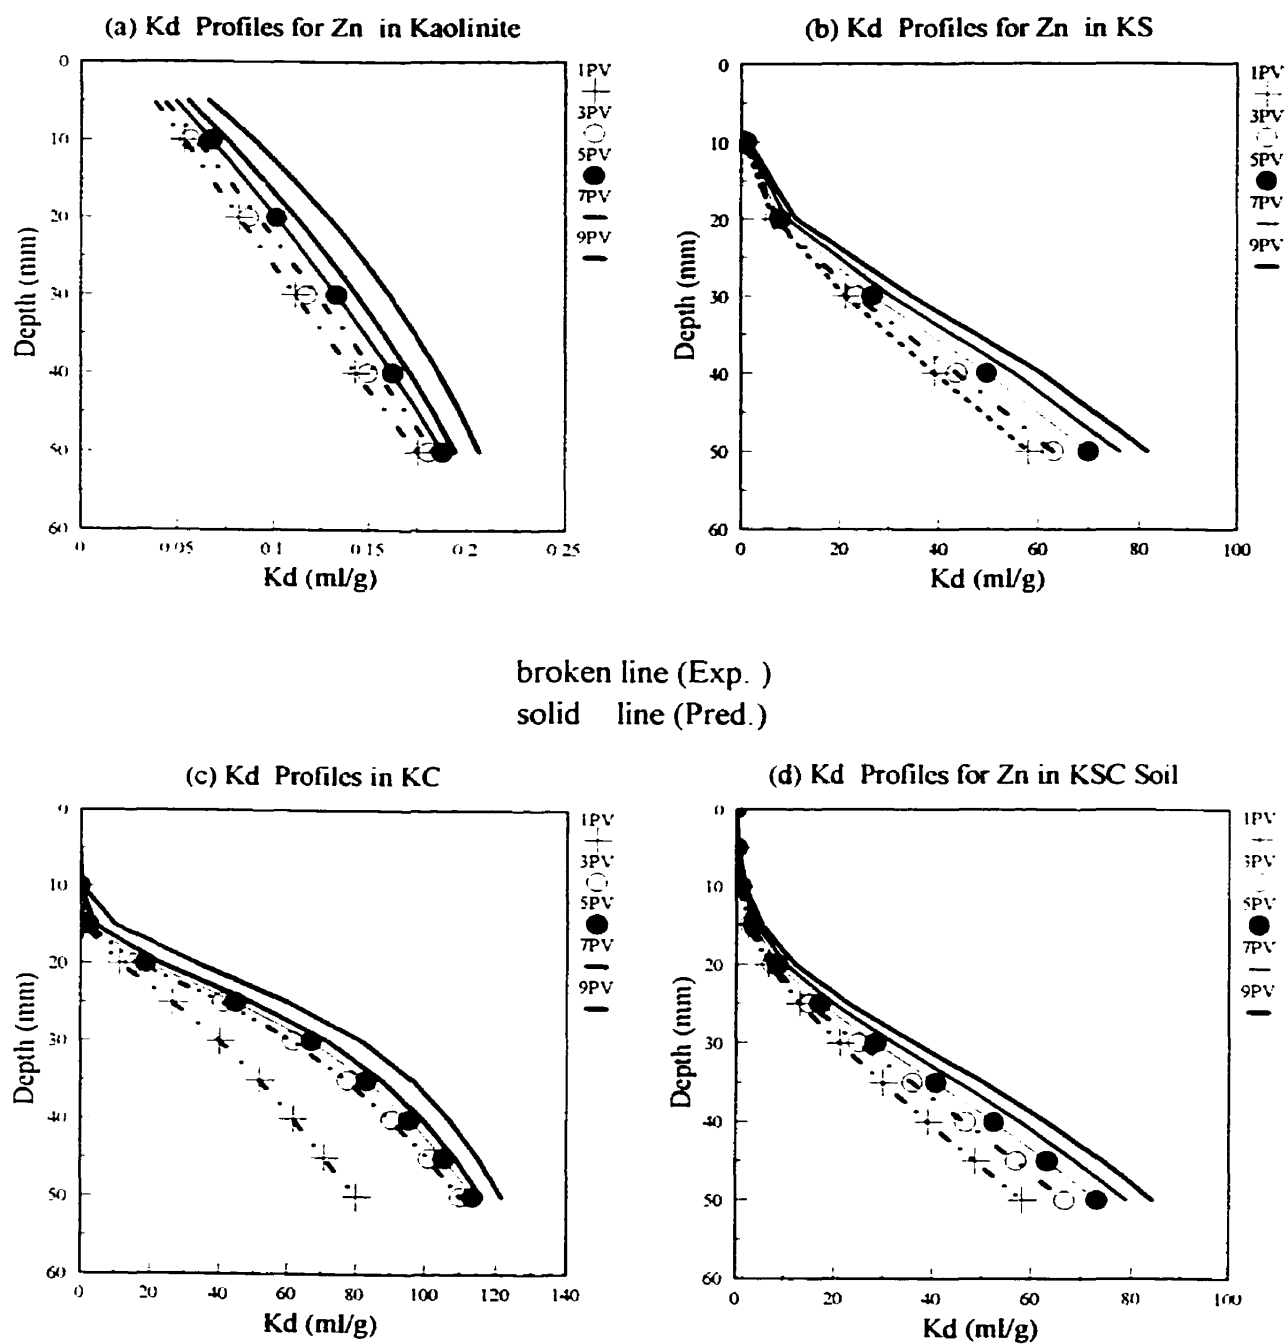 (a) Kd Profiles for Zn in Kaolinite
0
10
20
30
40
50
60
Depth (mm)
0
0.05
0.1
0.15
0.2
0.25
Kd (ml/g)
1PV
3PV
5PV
7PV
9PV
(b) Kd Profiles for Zn in KS
0
10
20
30
40
50
60
Depth (mm)
0
20
40
60
80
100
Kd (ml/g)
1PV
3PV
5PV
7PV
9PV
broken line (Exp. )
solid line (Pred.)
(c) Kd Profiles in KC
0
10
20
30
40
50
60
Depth (mm)
0
20
40
60
80
100
120
140
Kd (ml/g)
1PV
3PV
5PV
7PV
9PV
(d) Kd Profiles for Zn in KSC Soil
0
10
20
30
40
50
60
Depth (mm)
0
20
40
60
80
100
Kd (ml/g)
1PV
3PV
5PV
7PV
9PV